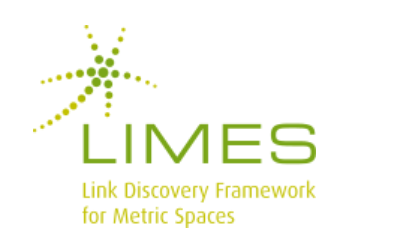 LIMES
Link Discovery Framework
for Metric Spaces